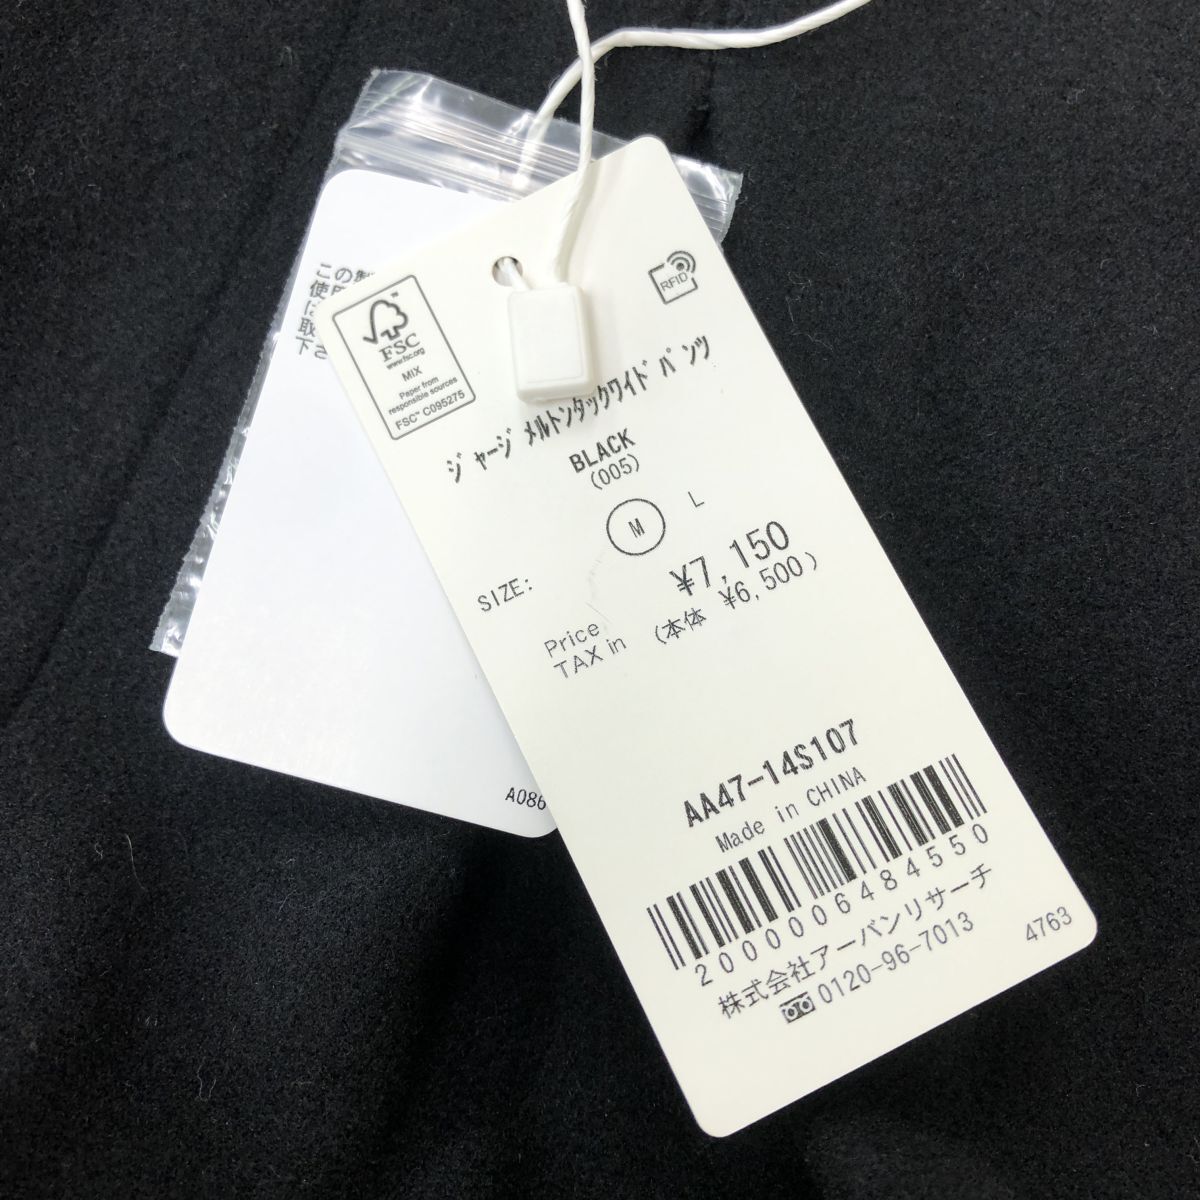 この製
使用
は
取
下さ
FSC
www.fsc.org
MIX
Paper from
responsible sources
FSC™ C095275
RFID
ジャージメルトンタックワイドパンツ
BLACK
(005)
SIZE: M L
Price ¥7,150
TAX in (本体 ¥6,500)
AA47-14S107
Made in CHINA
2000006484550
株式会社アーバンリサーチ
0120-96-7013
4763
A086